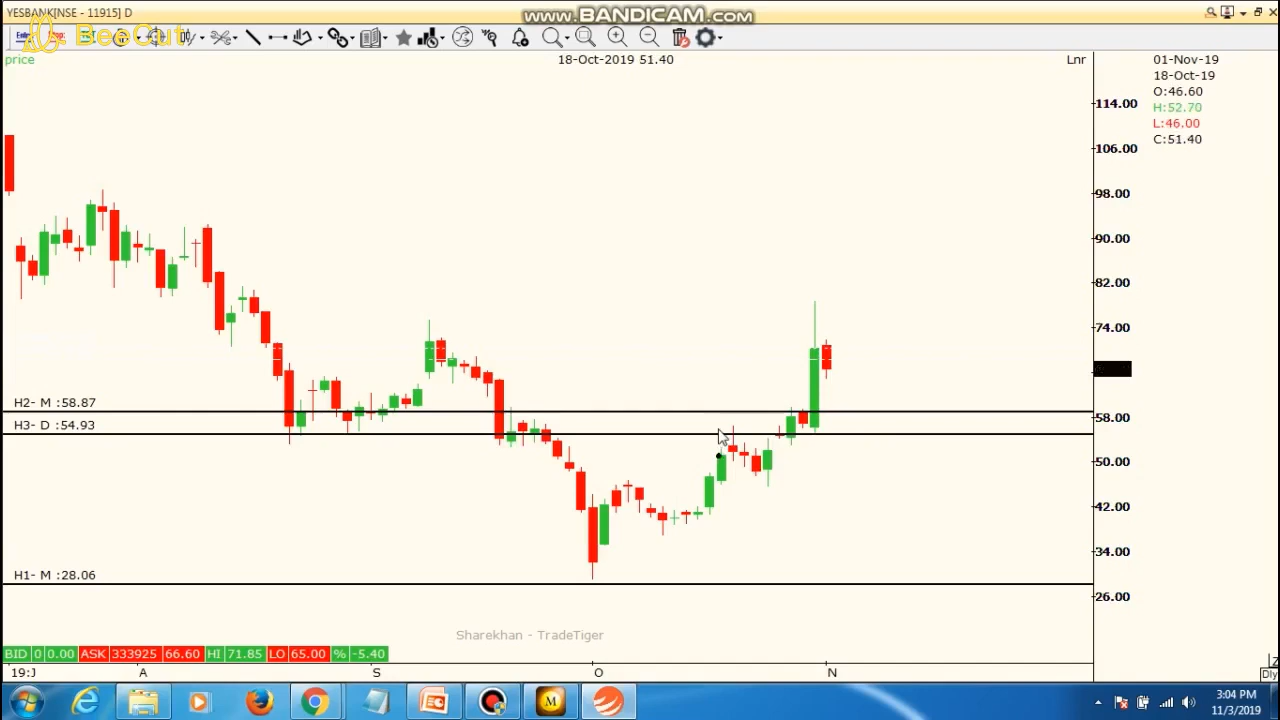 WWW.BANDICAM.COM
YESBANK[NSE - 11915] D
BeeCut
price
18-Oct-2019 51.40
Lnr
01-Nov-19
18-Oct-19
O:46.60
H:52.70
L:46.00
C:51.40
114.00
106.00
98.00
90.00
82.00
74.00
58.00
50.00
42.00
34.00
26.00
H2- M :58.87
H3- D :54.93
H1- M :28.06
Sharekhan - TradeTiger
BID 0 0.00 ASK 333925 66.60 HI 71.85 LO 65.00 % -5.40
19:J A S O N
Dly
3:04 PM
11/3/2019